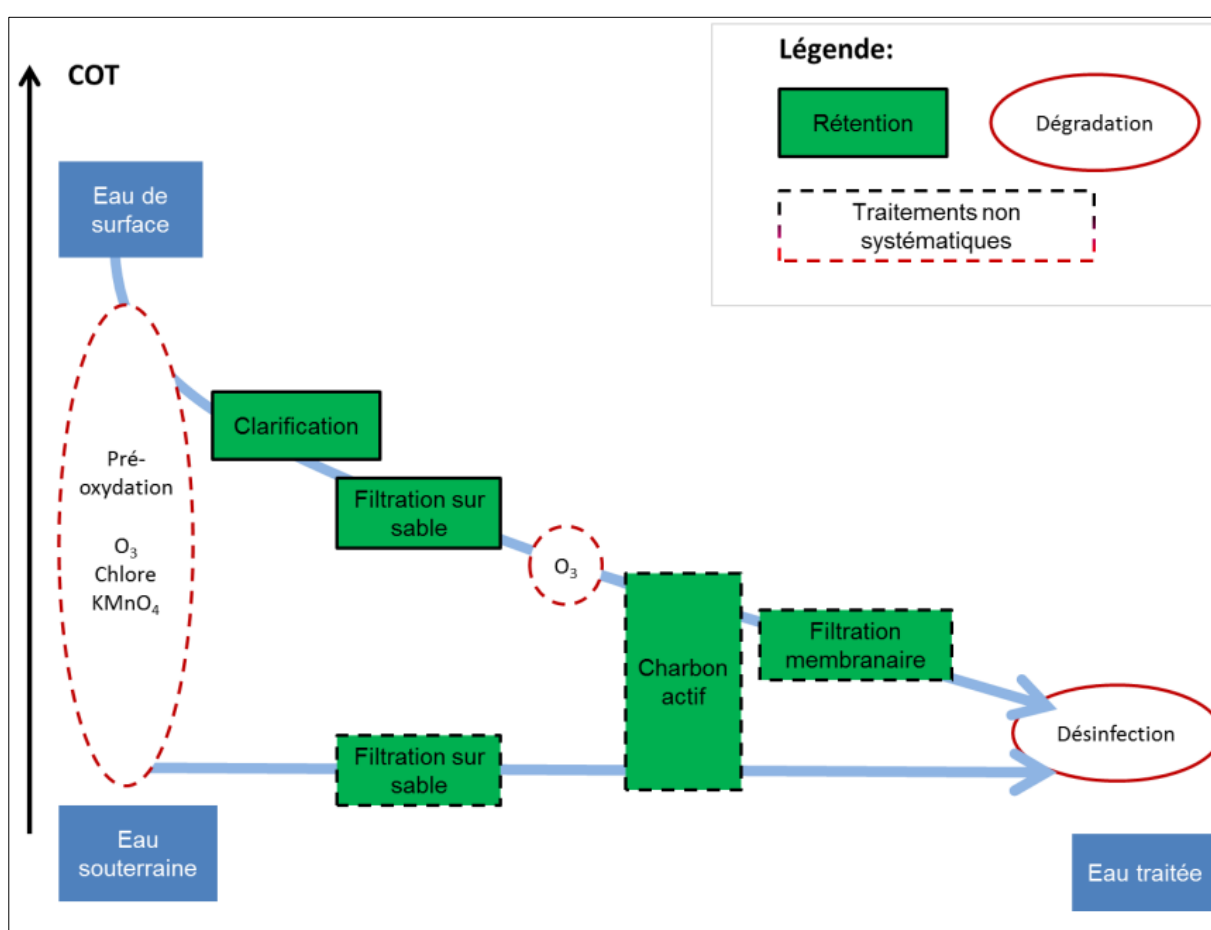 COT
Légende:
Rétention
Dégradation
Traitements non
systématiques
Eau de
surface
Pré-
oxydation
O₃
Chlore
KMnO₄
Clarification
Filtration sur
sable
O₃
Charbon
actif
Filtration
membranaire
Désinfection
Filtration sur
sable
Eau
souterraine
Eau traitée